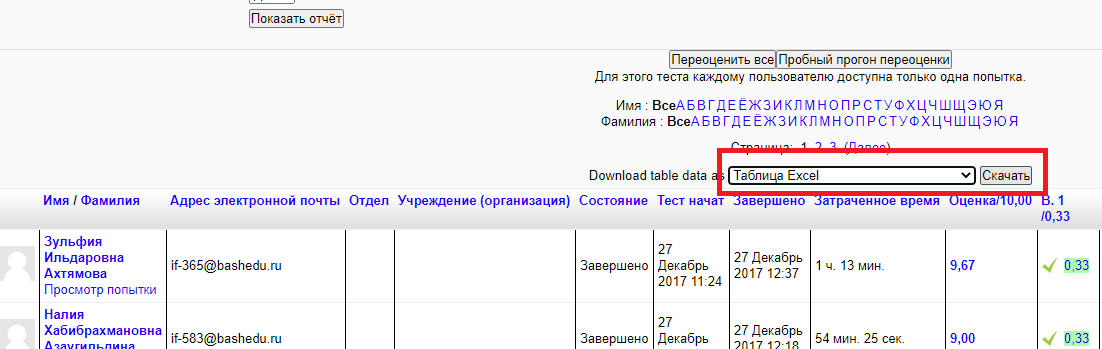 Показать отчёт
Переоценить все Пробный прогон переоценки
Для этого теста каждому пользователю доступна только одна попытка.
Имя : Все А Б В Г Д Е Ё Ж З И К Л М Н О П Р С Т У Ф Х Ц Ч Ш Щ Э Ю Я
Фамилия : Все А Б В Г Д Е Ё Ж З И К Л М Н О П Р С Т У Ф Х Ц Ч Ш Щ Э Ю Я
Страница: 1 2 3 (Далее)
Download table data as Таблица Excel Скачать
Имя / Фамилия Адрес электронной почты Отдел Учреждение (организация) Состояние Тест начат Завершено Затраченное время Оценка/10,00 В. 1
/0,33
Зульфия
Ильдаровна
Ахтямова
Просмотр попытки
if-365@bashedu.ru
Завершено
27
Декабрь
2017 11:24
27 Декабрь
2017 12:37
1 ч. 13 мин.
9,67
0,33
Налия
Хабибрахмановна
Азаугильдина
if-583@bashedu.ru
Завершено
27
Декабрь
27 Декабрь
2017 12:18
54 мин. 25 сек.
9,00
0,33